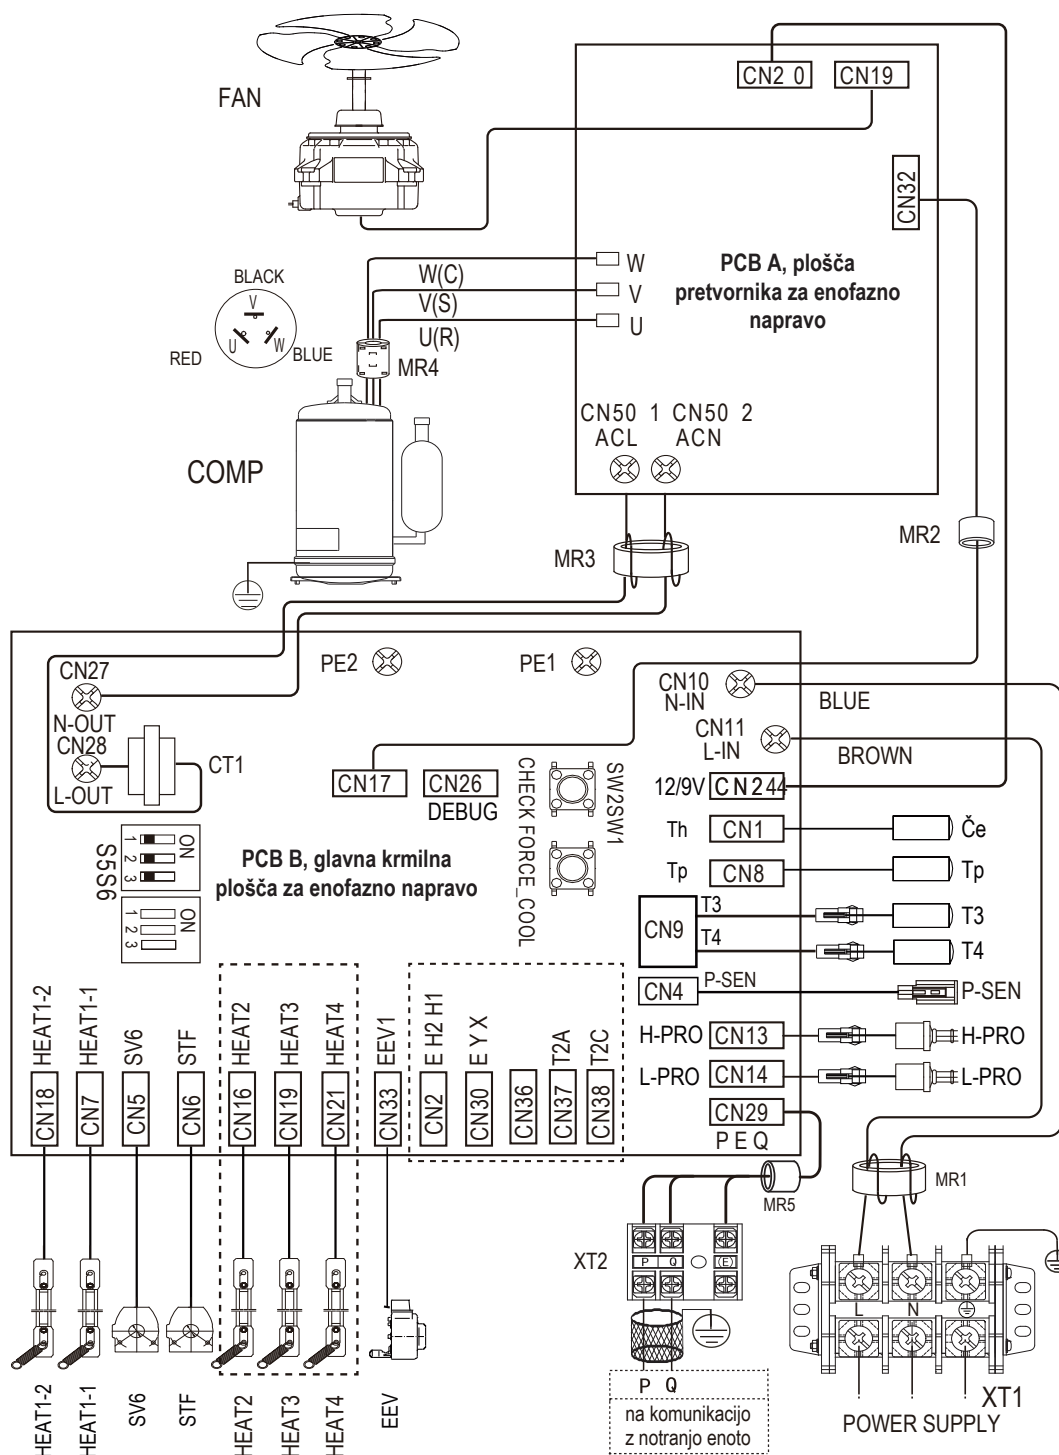 FAN
CN2 0
CN19
CN32
PCB A, plošča
pretvornika za enofazno
napravo
W
V
U
W(C)
V(S)
U(R)
MR4
BLACK
V
U
W
RED
BLUE
COMP
CN50 1
ACL
CN50 2
ACN
MR3
MR2
CN27
N-OUT
CN28
L-OUT
CT1
PE2
PE1
CN10
N-IN
BLUE
CN11
L-IN
BROWN
CN17
CN26
DEBUG
CHECK FORCE_COOL
SW2SW1
12/9V
CN244
Th
CN1
Če
Tp
CN8
Tp
CN9
T3
T3
T4
T4
CN4
P-SEN
P-SEN
H-PRO
CN13
H-PRO
L-PRO
CN14
L-PRO
CN29
P E Q
S5S6
ON
1
2
3
ON
1
2
3
PCB B, glavna krmilna
plošča za enofazno napravo
HEAT1-2
HEAT1-1
SV6
STF
HEAT2
HEAT3
HEAT4
EEV1
E H2 H1
E Y X
T2A
T2C
CN18
CN7
CN5
CN6
CN16
CN19
CN21
CN33
CN2
CN30
CN36
CN37
CN38
MR5
MR1
XT2
P
Q
(E)
L
N
XT1
POWER SUPPLY
P Q
na komunikacijo
z notranjo enoto
HEAT1-2
HEAT1-1
SV6
STF
HEAT2
HEAT3
HEAT4
EEV